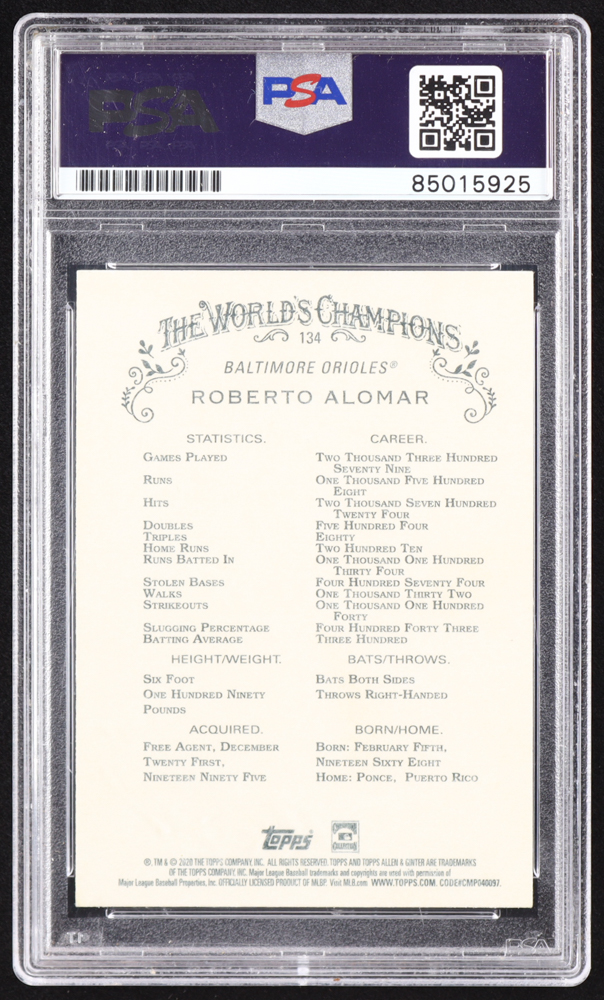 PSA
PSA
85015925
THE WORLD'S CHAMPIONS
134
BALTIMORE ORIOLES®
ROBERTO ALOMAR
STATISTICS. CAREER.
GAMES PLAYED TWO THOUSAND THREE HUNDRED
SEVENTY NINE
RUNS ONE THOUSAND FIVE HUNDRED
EIGHT
HITS TWO THOUSAND SEVEN HUNDRED
TWENTY FOUR
DOUBLES FIVE HUNDRED FOUR
TRIPLES EIGHTY
HOME RUNS TWO HUNDRED TEN
RUNS BATTED IN ONE THOUSAND ONE HUNDRED
THIRTY FOUR
STOLEN BASES FOUR HUNDRED SEVENTY FOUR
WALKS ONE THOUSAND THIRTY TWO
STRIKEOUTS ONE THOUSAND ONE HUNDRED
FORTY
SLUGGING PERCENTAGE FOUR HUNDRED FORTY THREE
BATTING AVERAGE THREE HUNDRED
HEIGHT/WEIGHT. BATS/THROWS.
SIX FOOT BATS BOTH SIDES
ONE HUNDRED NINETY THROWS RIGHT-HANDED
POUNDS
ACQUIRED. BORN/HOME.
FREE AGENT, DECEMBER BORN: FEBRUARY FIFTH,
TWENTY FIRST, NINETEEN SIXTY EIGHT
NINETEEN NINETY FIVE HOME: PONCE, PUERTO RICO
Topps
®, TM & © 2020 THE TOPPS COMPANY, INC. ALL RIGHTS RESERVED. TOPPS AND TOPPS ALLEN & GINTER ARE TRADEMARKS
OF THE TOPPS COMPANY, INC. Major League Baseball trademarks and copyrights are used with permission of
Major League Baseball Properties, Inc. OFFICIALLY LICENSED PRODUCT OF MLBP. Visit MLB.com WWW.TOPPS.COM. CODE#CMP040097.
PSA